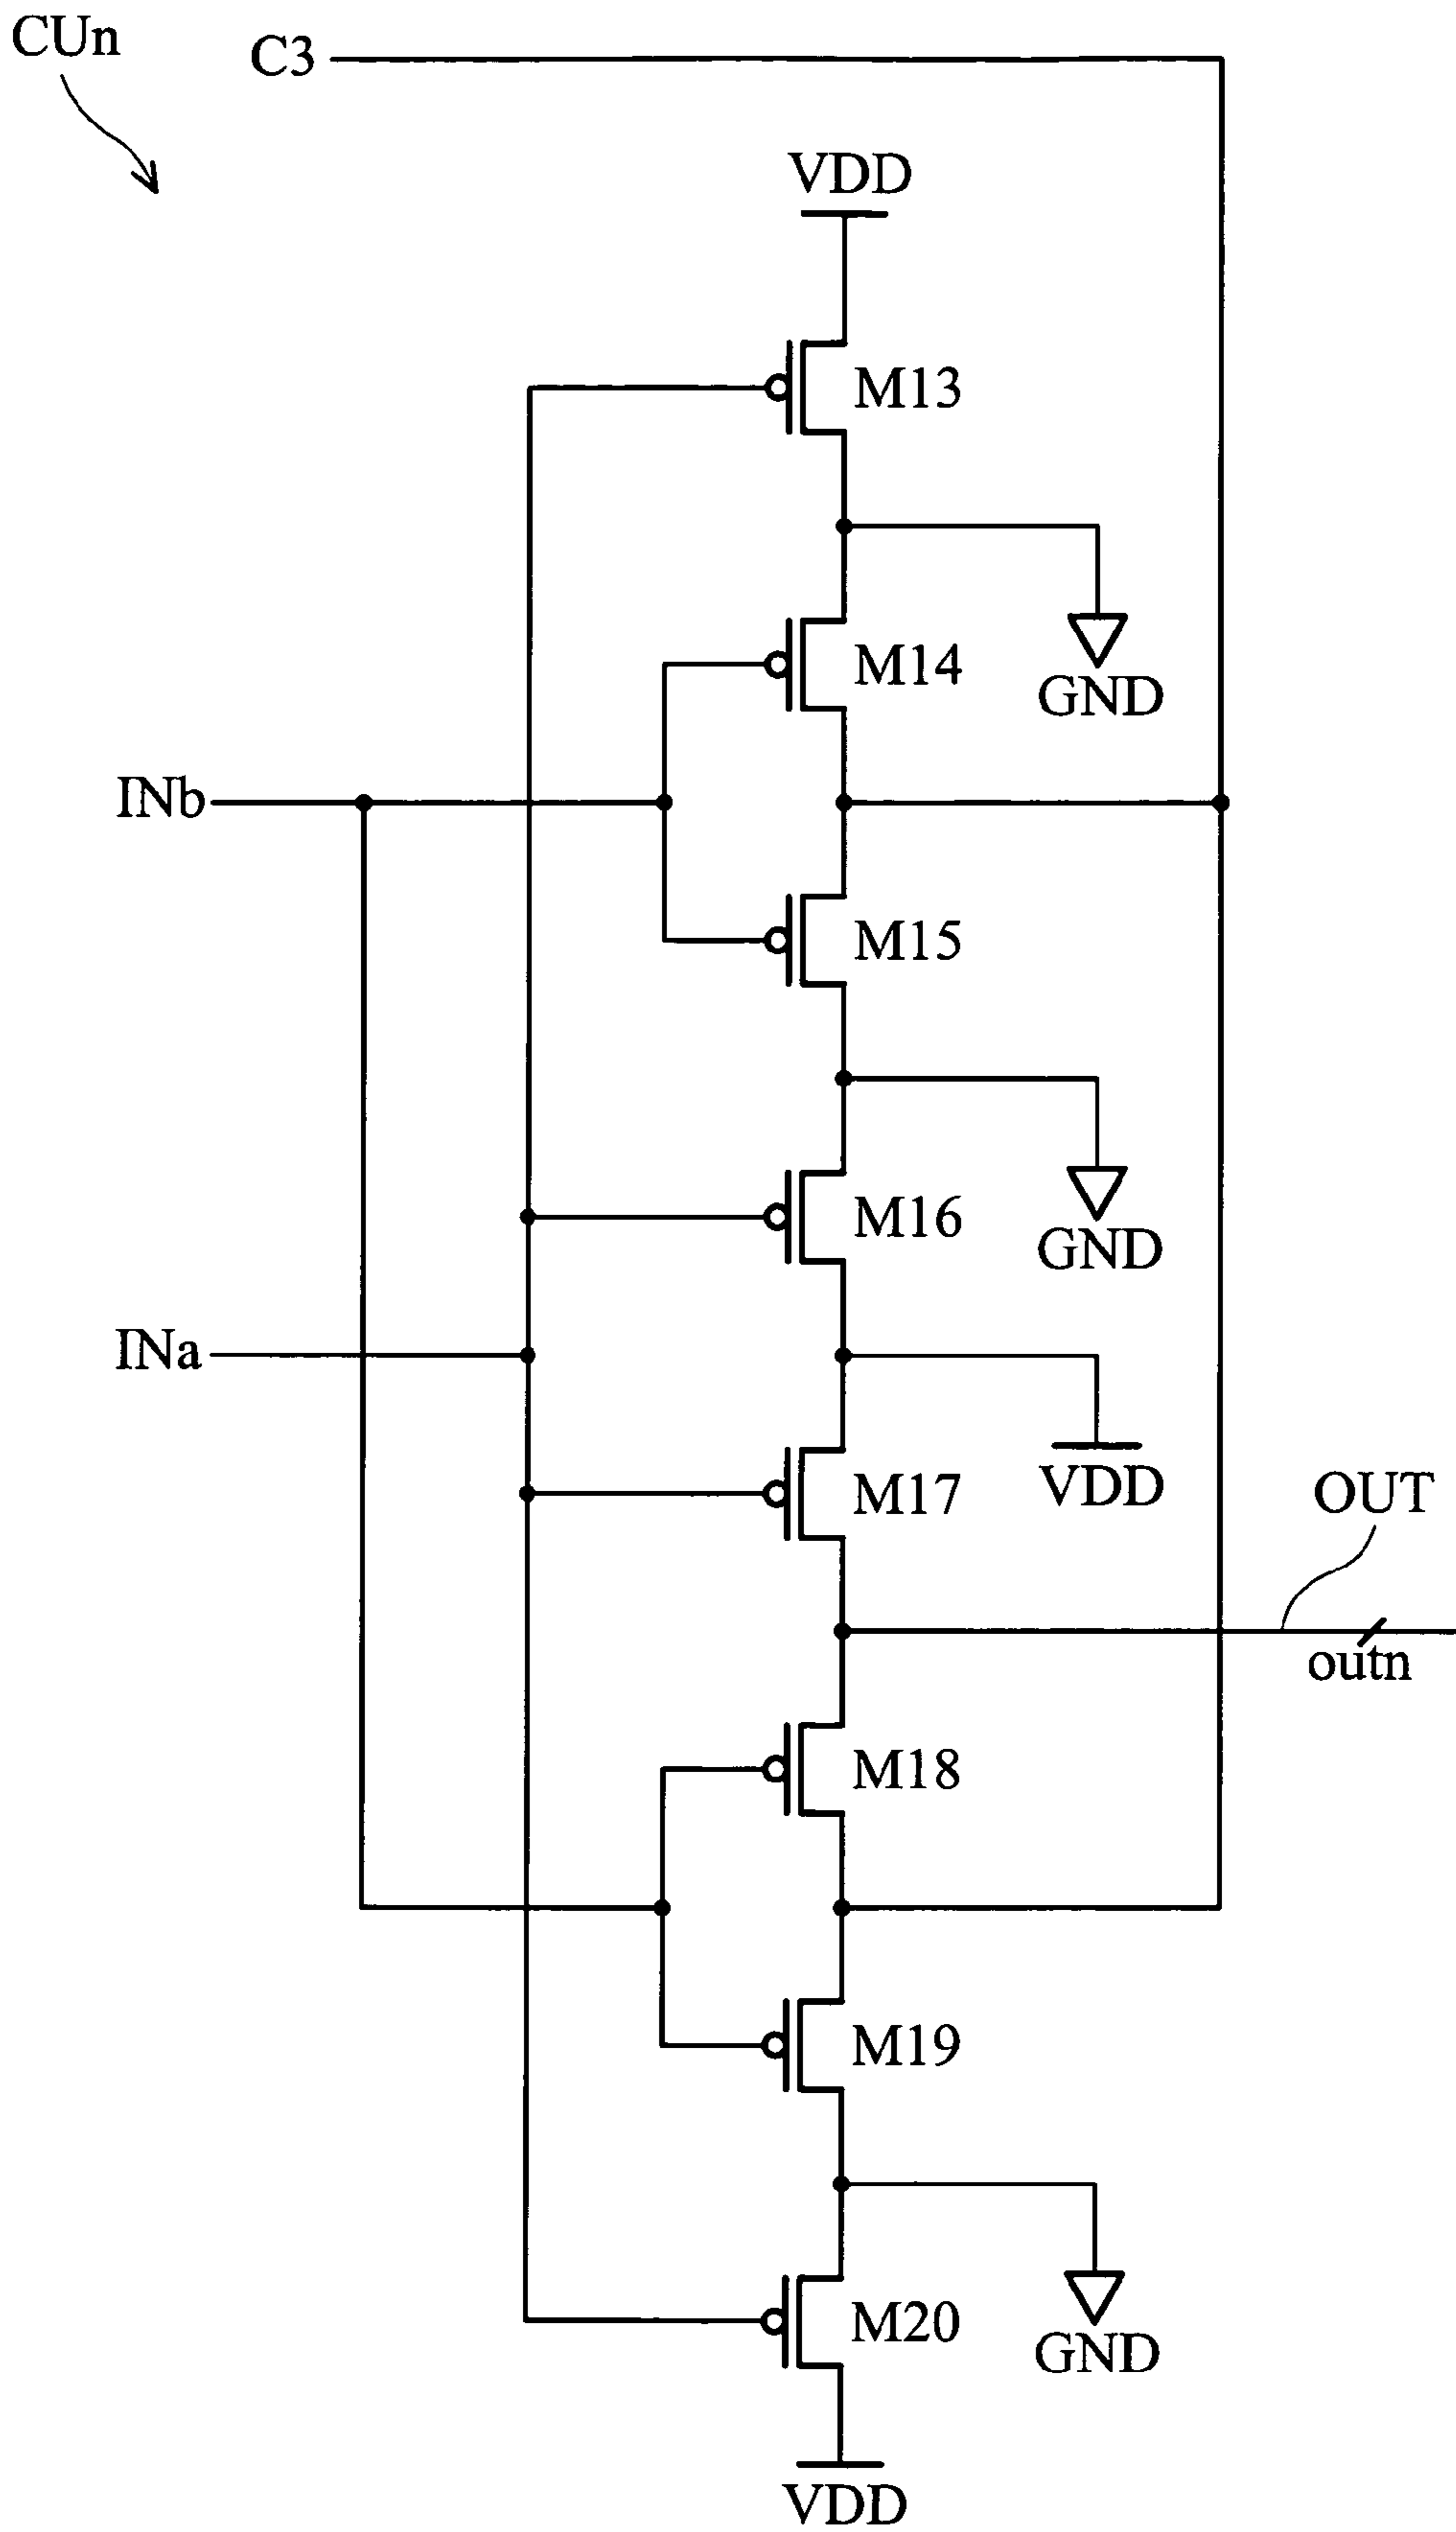 CUn
C3
VDD
M13
M14
GND
INb
M15
M16
GND
INa
M17
VDD
OUT
outn
M18
M19
M20
GND
VDD